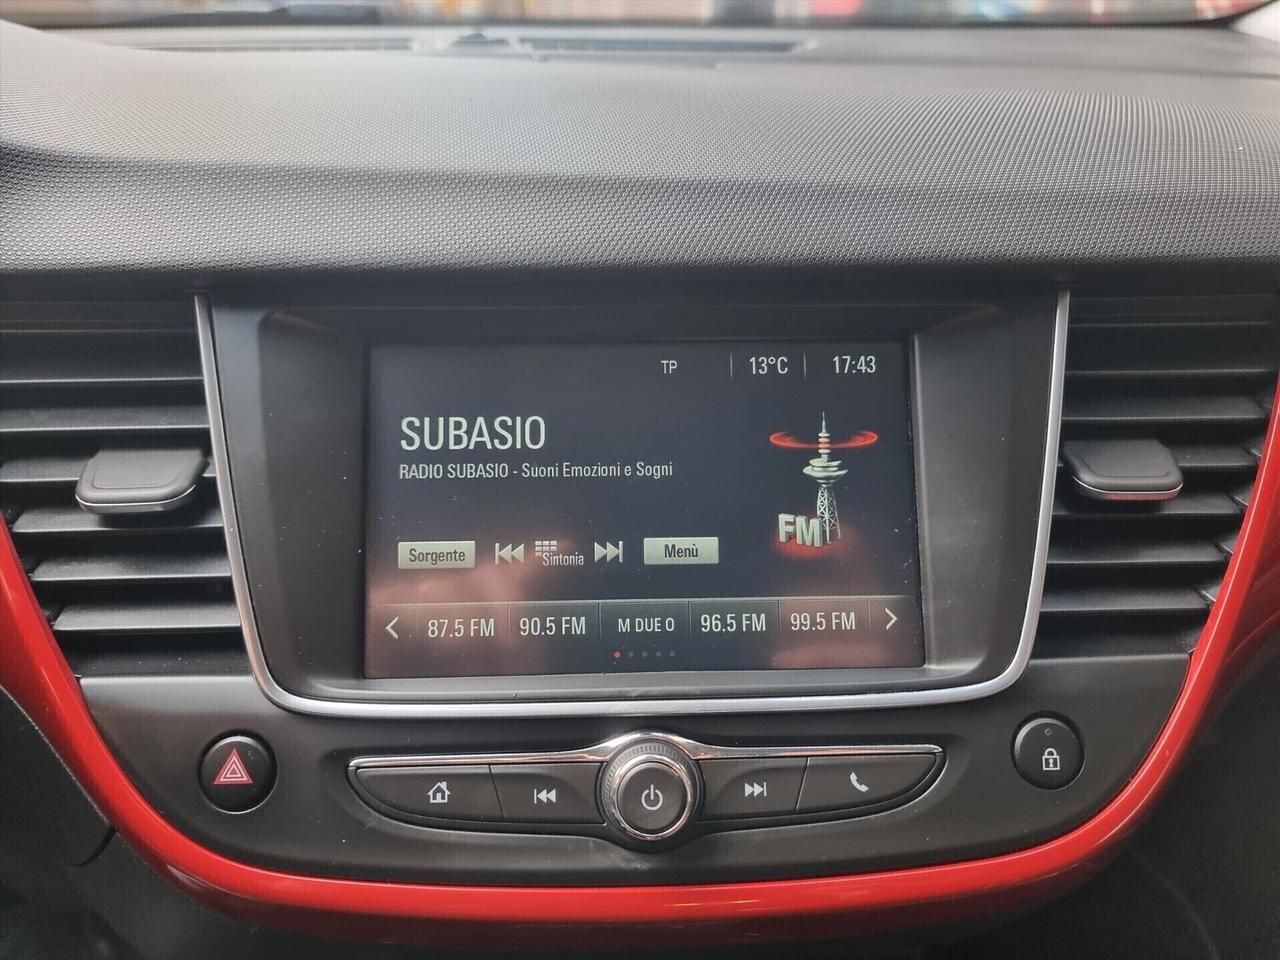 TP 13°C 17:43
SUBASIO
RADIO SUBASIO - Suoni Emozioni e Sogni
FM
Sorgente Sintonia Menù
87.5 FM 90.5 FM M DUE O 96.5 FM 99.5 FM